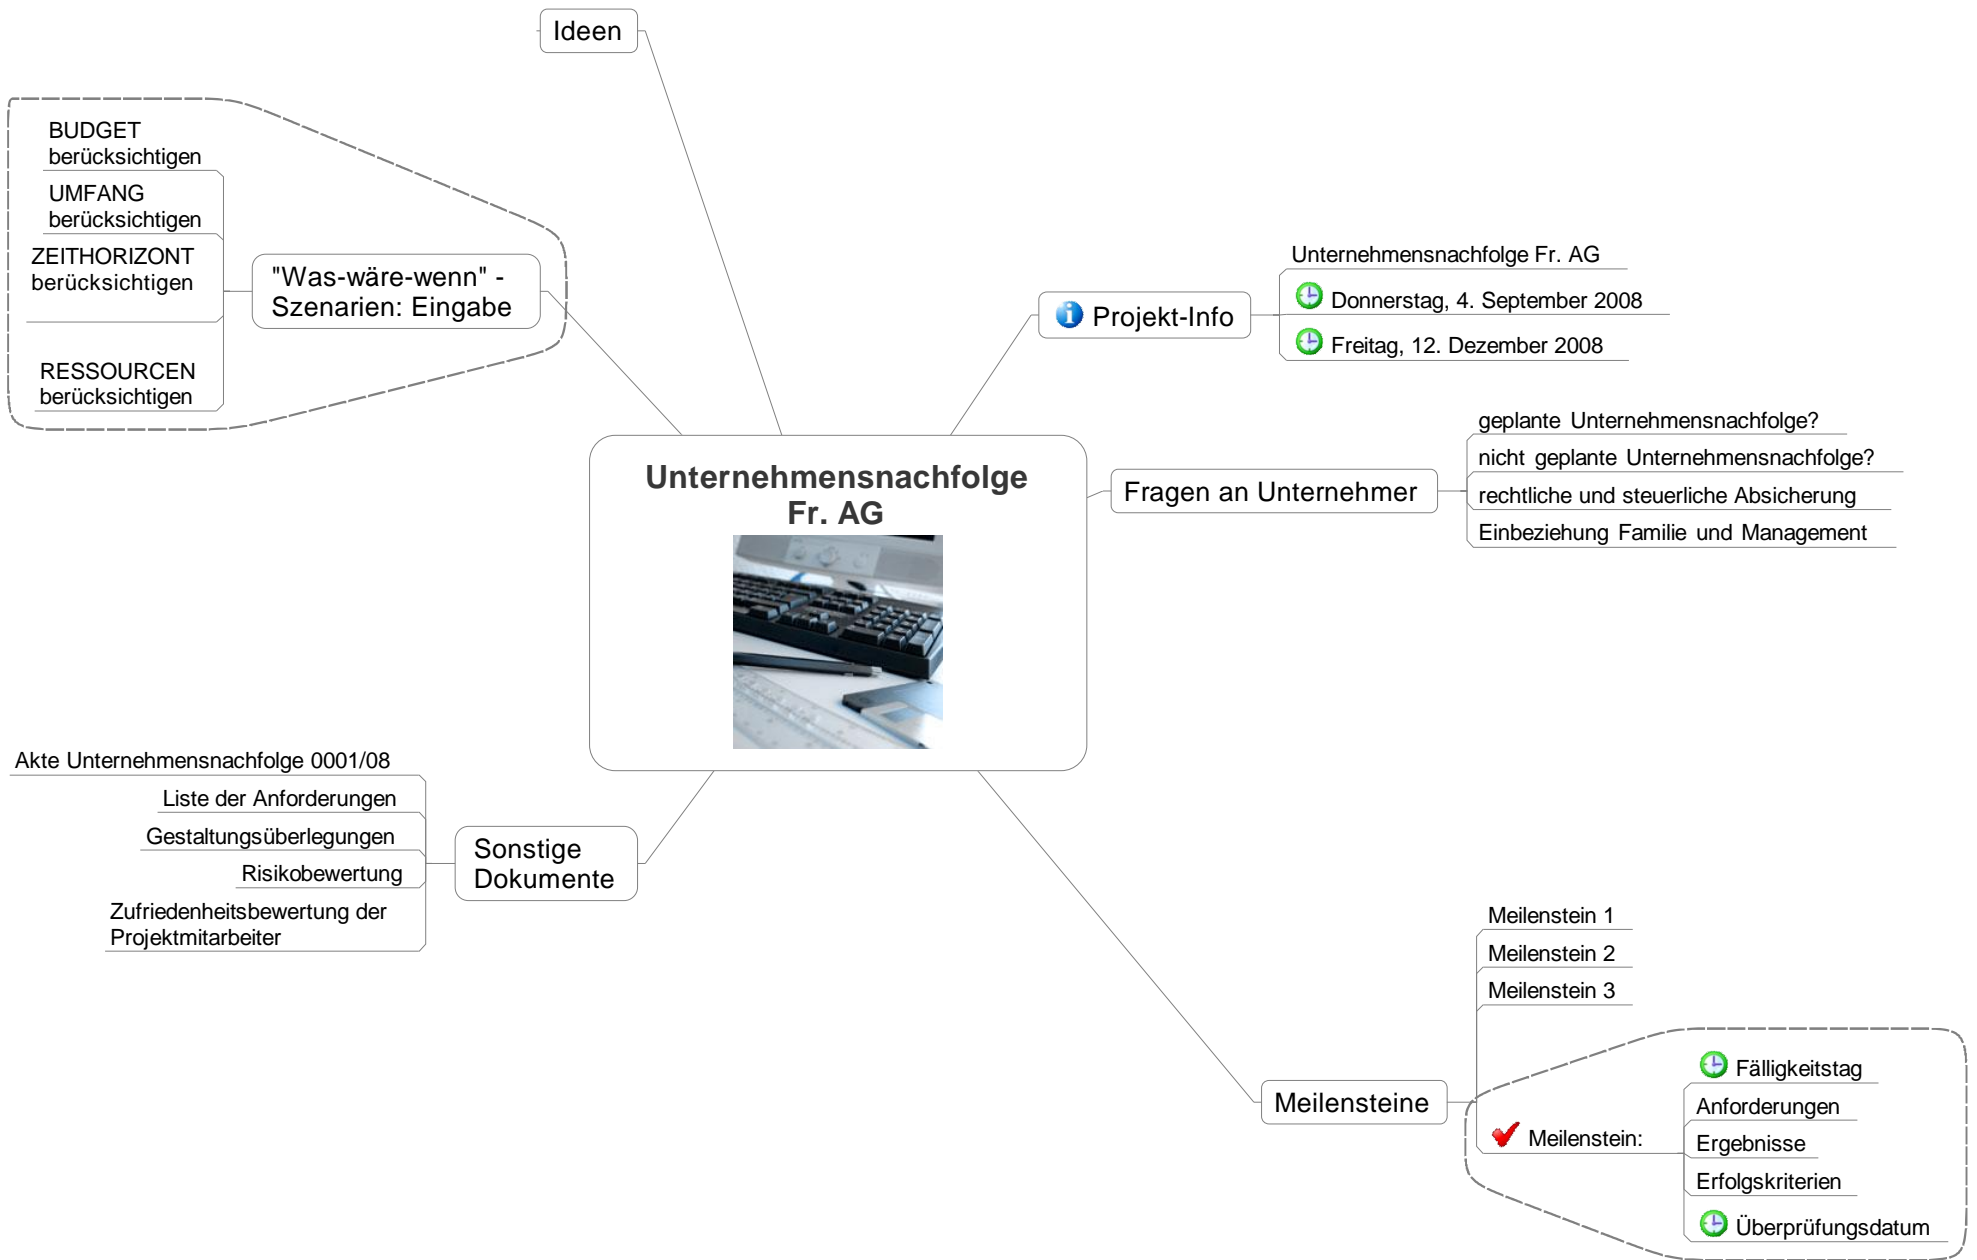 Ideen
BUDGET
berücksichtigen
UMFANG
berücksichtigen
ZEITHORIZONT
berücksichtigen
RESSOURCEN
berücksichtigen
"Was-wäre-wenn" -
Szenarien: Eingabe
Unternehmensnachfolge
Fr. AG
Projekt-Info
Unternehmensnachfolge Fr. AG
Donnerstag, 4. September 2008
Freitag, 12. Dezember 2008
Fragen an Unternehmer
geplante Unternehmensnachfolge?
nicht geplante Unternehmensnachfolge?
rechtliche und steuerliche Absicherung
Einbeziehung Familie und Management
Akte Unternehmensnachfolge 0001/08
Liste der Anforderungen
Gestaltungsüberlegungen
Risikobewertung
Zufriedenheitsbewertung der
Projektmitarbeiter
Sonstige
Dokumente
Meilensteine
Meilenstein 1
Meilenstein 2
Meilenstein 3
Meilenstein:
Fälligkeitstag
Anforderungen
Ergebnisse
Erfolgskriterien
Überprüfungsdatum